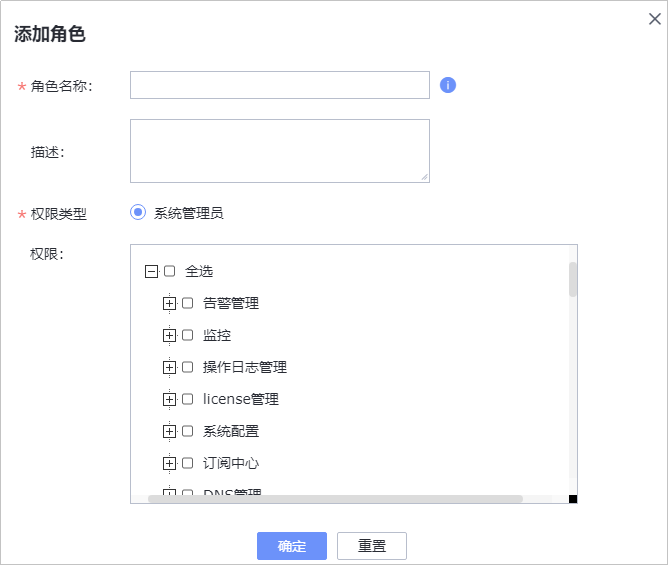 添加角色
* 角色名称：
i
描述：
* 权限类型
系统管理员
权限：
全选
告警管理
监控
操作日志管理
license管理
系统配置
订阅中心
DNS管理
确定
重置